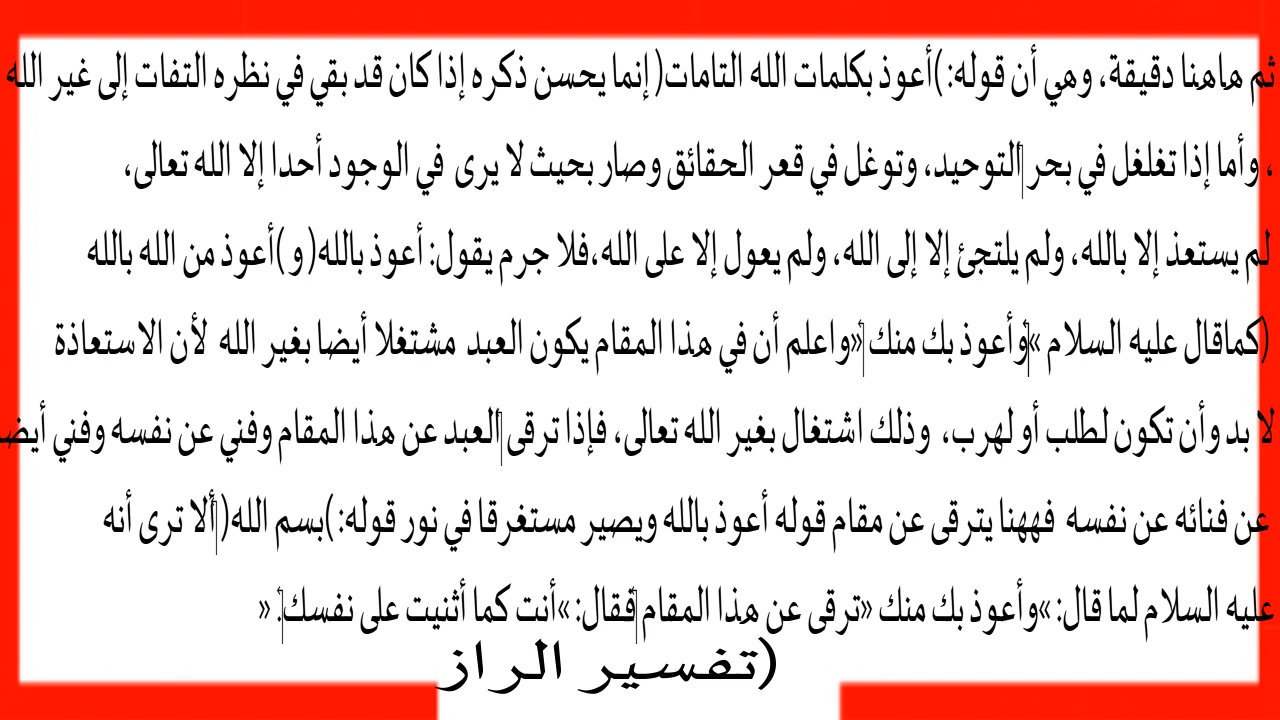 ثم هاهنا دقيقة، وهي أن قوله: )أعوذ بكلمات الله التامات( إنما يحسن ذكره إذا كان قد بقي في نظره التفات إلى غير الله
، وأما إذا تغلغل في بحر التوحيد، وتوغل في قعر الحقائق وصار بحيث لا يرى في الوجود أحدا إلا الله تعالى،
لم يستعذ إلا بالله، ولم يلتجئ إلا إلى الله، ولم يعول إلا على الله،فلا جرم يقول: أعوذ بالله( و )أعوذ من الله بالله
(كماقال عليه السلام »وأعوذ بك منك «واعلم أن في هذا المقام يكون العبد مشتغلا أيضا بغير الله لأن الاستعاذة
لا بد وأن تكون لطلب أو لهرب، وذلك اشتغال بغير الله تعالى، فإذا ترقى العبد عن هذا المقام وفني عن نفسه وفني أيضا
عن فنائه عن نفسه فههنا يترقى عن مقام قوله أعوذ بالله ويصير مستغرقا في نور قوله: )بسم الله( ألا ترى أنه
عليه السلام لما قال: »وأعوذ بك منك «ترقى عن هذا المقام فقال: »أنت كما أثنيت على نفسك. «
(تفسير الراز